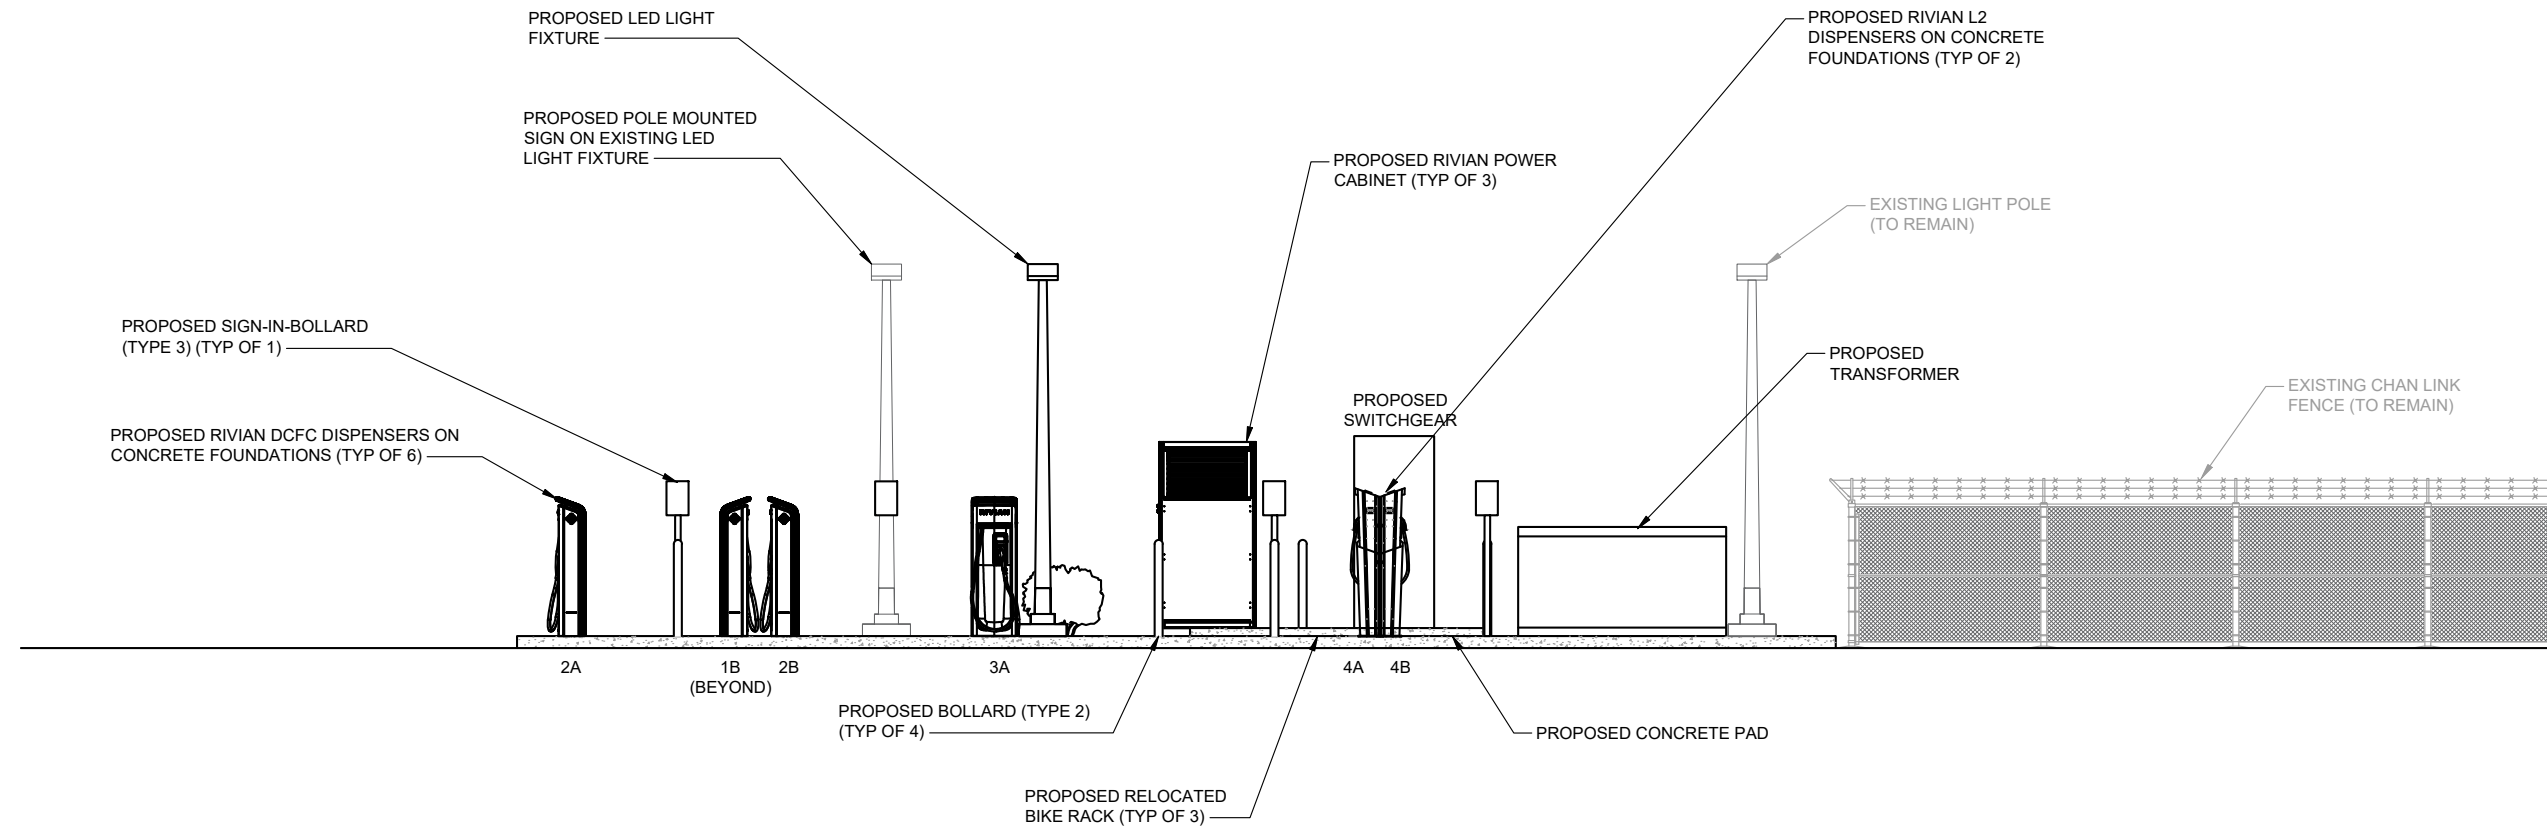 PROPOSED LED LIGHT
FIXTURE
PROPOSED RIVIAN L2
DISPENSERS ON CONCRETE
FOUNDATIONS (TYP OF 2)
PROPOSED POLE MOUNTED
SIGN ON EXISTING LED
LIGHT FIXTURE
PROPOSED RIVIAN POWER
CABINET (TYP OF 3)
EXISTING LIGHT POLE
(TO REMAIN)
PROPOSED SIGN-IN-BOLLARD
(TYPE 3) (TYP OF 1)
PROPOSED
TRANSFORMER
EXISTING CHAN LINK
FENCE (TO REMAIN)
PROPOSED
SWITCHGEAR
PROPOSED RIVIAN DCFC DISPENSERS ON
CONCRETE FOUNDATIONS (TYP OF 6)
RIVIAN
2A
1B
(BEYOND)
2B
3A
4A
4B
PROPOSED BOLLARD (TYPE 2)
(TYP OF 4)
PROPOSED CONCRETE PAD
PROPOSED RELOCATED
BIKE RACK (TYP OF 3)